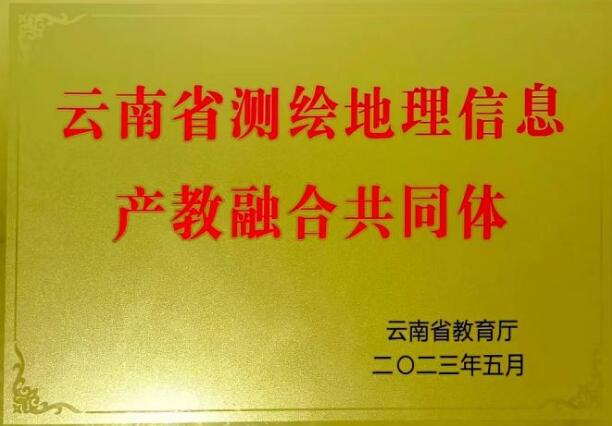 云南省测绘地理信息
产教融合共同体
云南省教育厅
二〇二三年五月